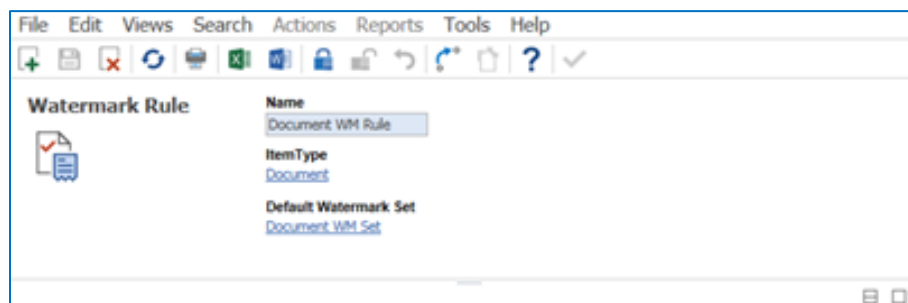 File Edit Views Search Actions Reports Tools Help
Watermark Rule
Name
Document WM Rule
ItemType
Document
Default Watermark Set
Document WM Set